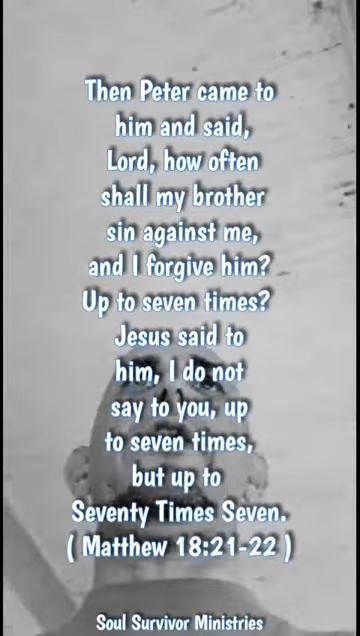 Then Peter came to
him and said,
Lord, how often
shall my brother
sin against me,
and I forgive him?
Up to seven times?
Jesus said to
him, I do not
say to you, up
to seven times,
but up to
Seventy Times Seven.
( Matthew 18:21-22 )
Soul Survivor Ministries